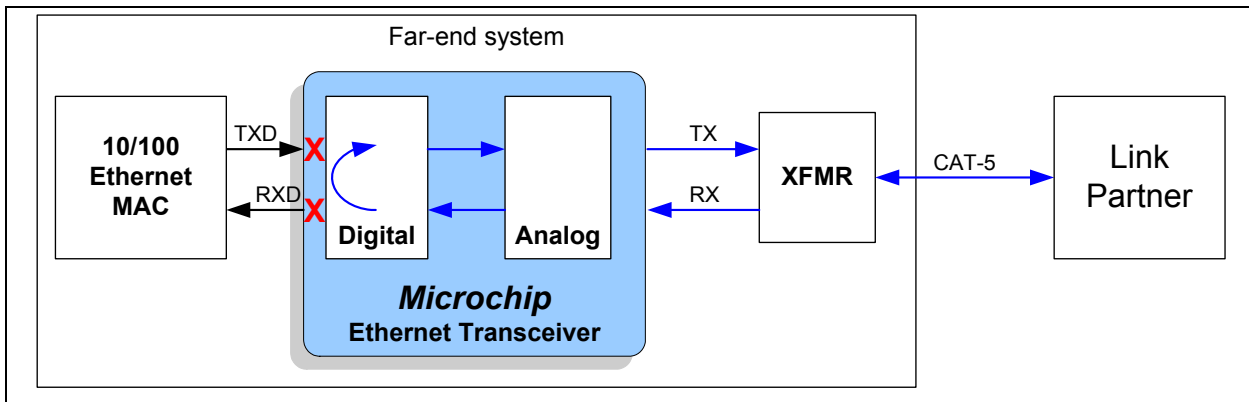 Far-end system
10/100
Ethernet
MAC
TXD
RXD
X
X
Digital
Analog
Microchip
Ethernet Transceiver
TX
RX
XFMR
CAT-5
Link
Partner